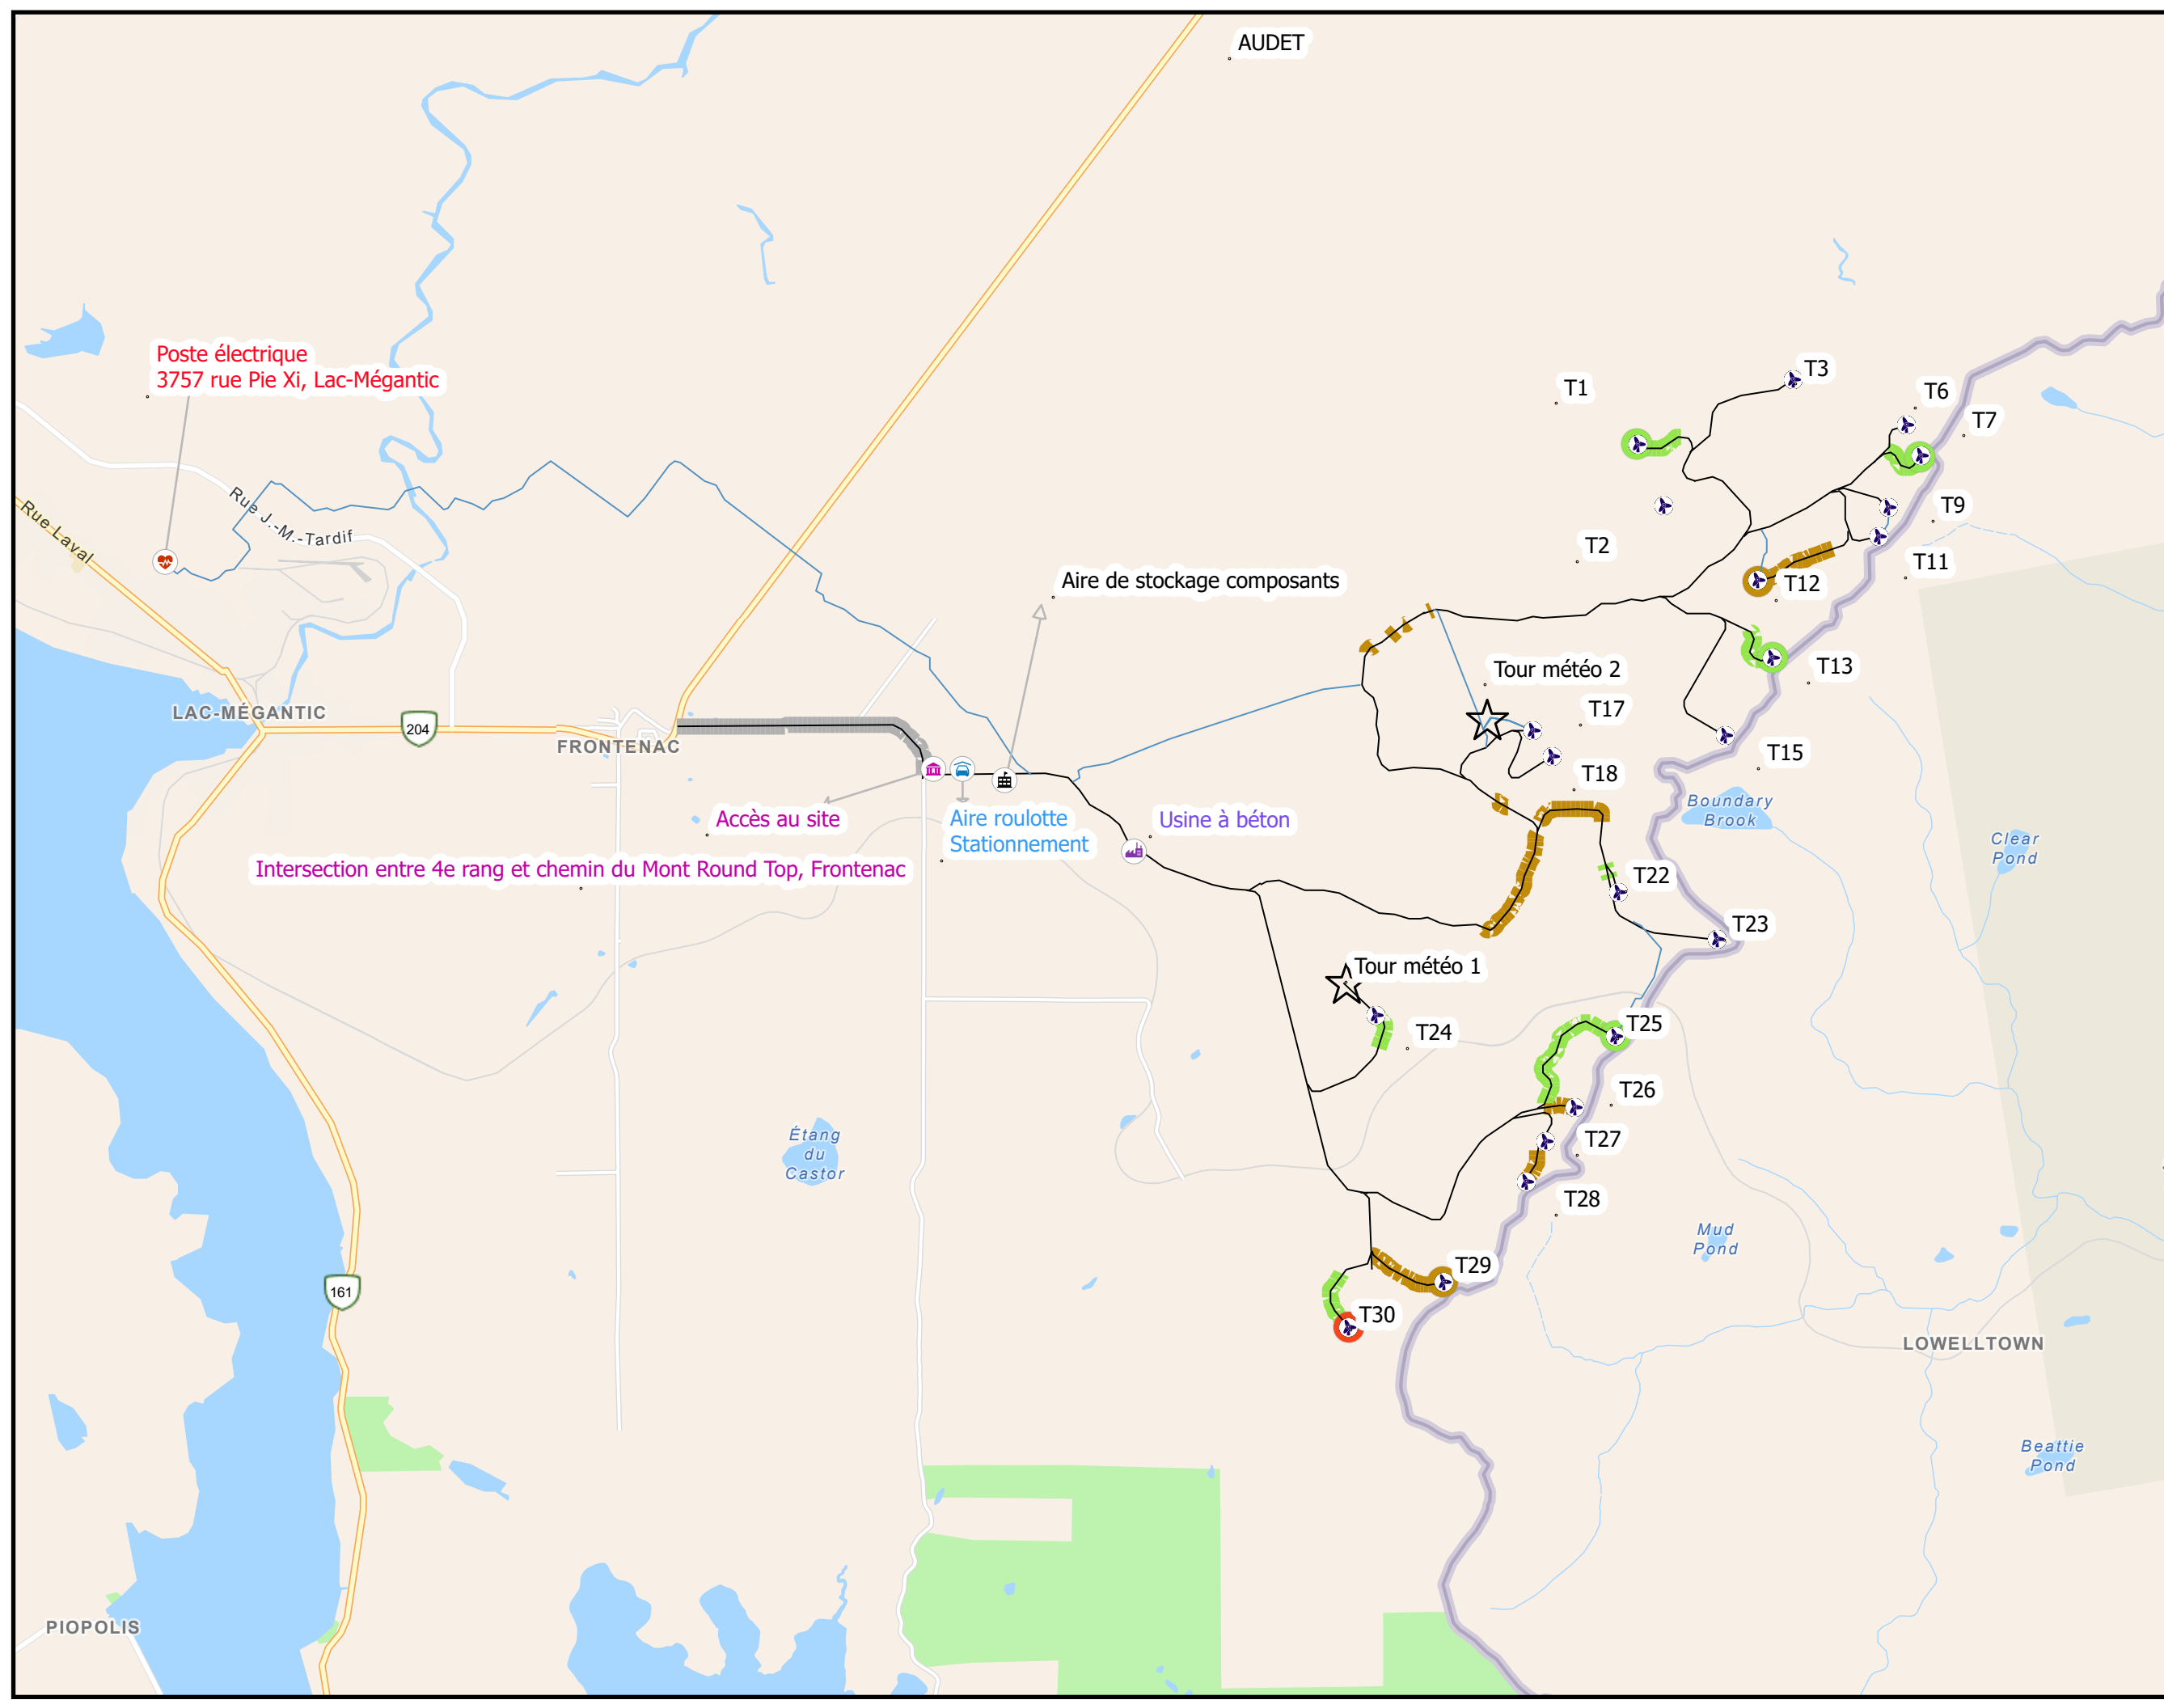 AUDET
Poste électrique
3757 rue Pie Xi, Lac-Mégantic
T3
T1
T6
T7
Rue Laval
Rue J.-M.-Tardif
T9
T2
T11
Aire de stockage composants
T12
Tour météo 2
T13
LAC-MÉGANTIC
204
FRONTENAC
T17
T15
T18
Boundary
Brook
Accès au site
Aire roulotte
Stationnement
Usine à béton
Clear
Pond
Intersection entre 4e rang et chemin du Mont Round Top, Frontenac
T22
T23
Tour météo 1
T24
T25
T26
Étang
du
Castor
T27
T28
Mud
Pond
T29
161
T30
LOWELLTOWN
Beattie
Pond
PIOPOLIS